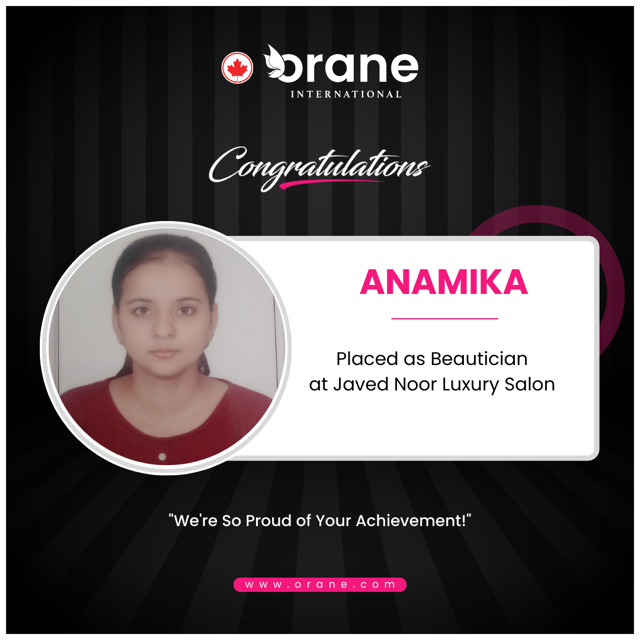 orane
INTERNATIONAL
Congratulations
ANAMIKA
Placed as Beautician
at Javed Noor Luxury Salon
"We're So Proud of Your Achievement!"
www.orane.com